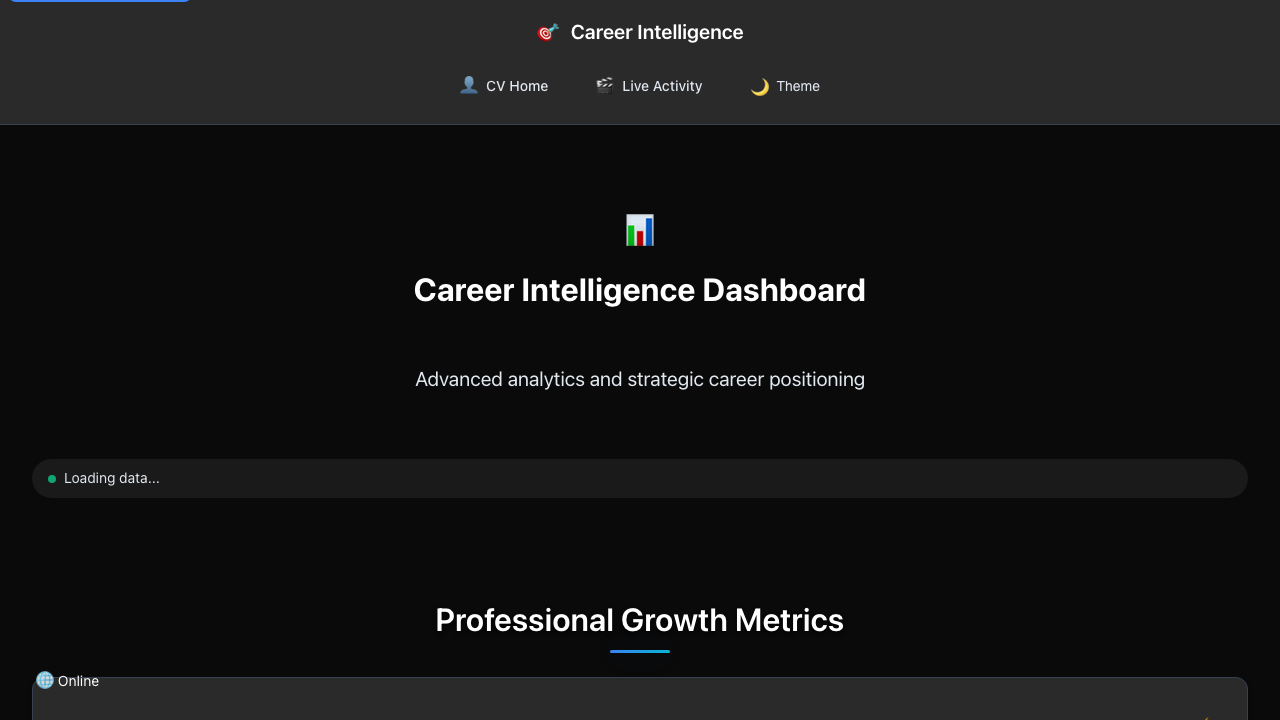 Career Intelligence
CV Home
Live Activity
Theme
Career Intelligence Dashboard
Advanced analytics and strategic career positioning
Loading data...
Professional Growth Metrics
Online